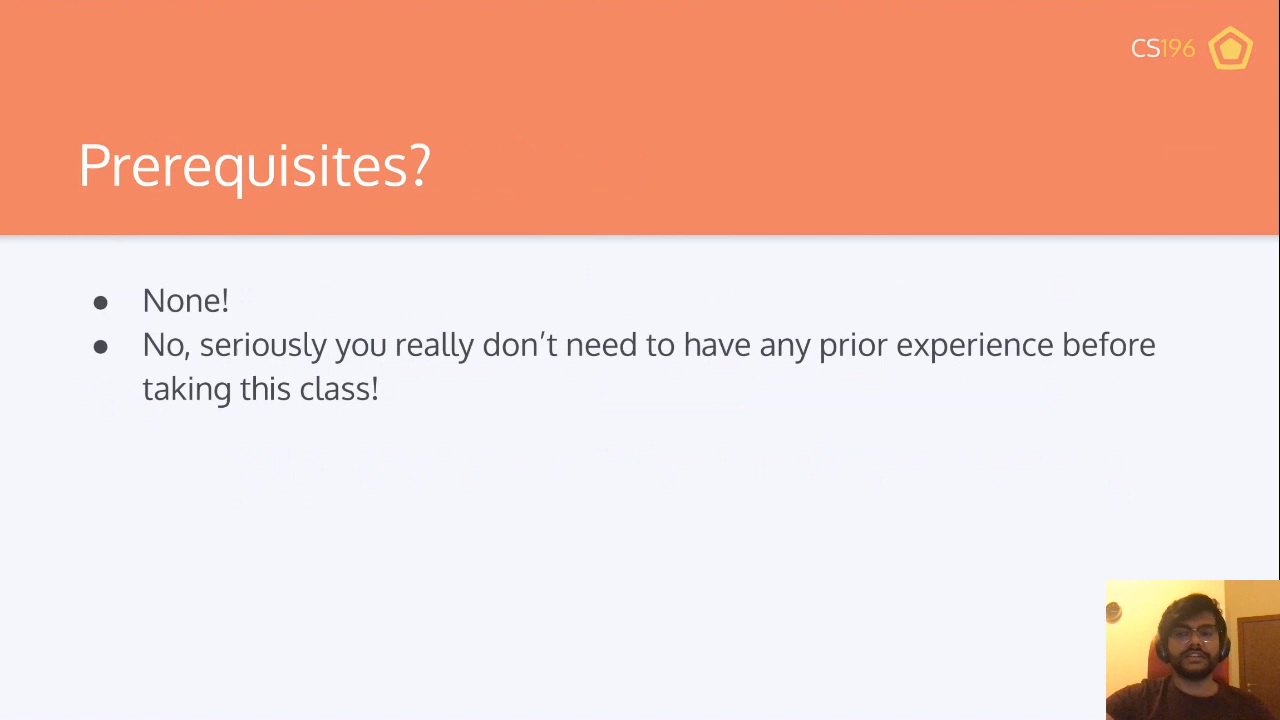 CS196
Prerequisites?
● None!
● No, seriously you really don’t need to have any prior experience before
taking this class!